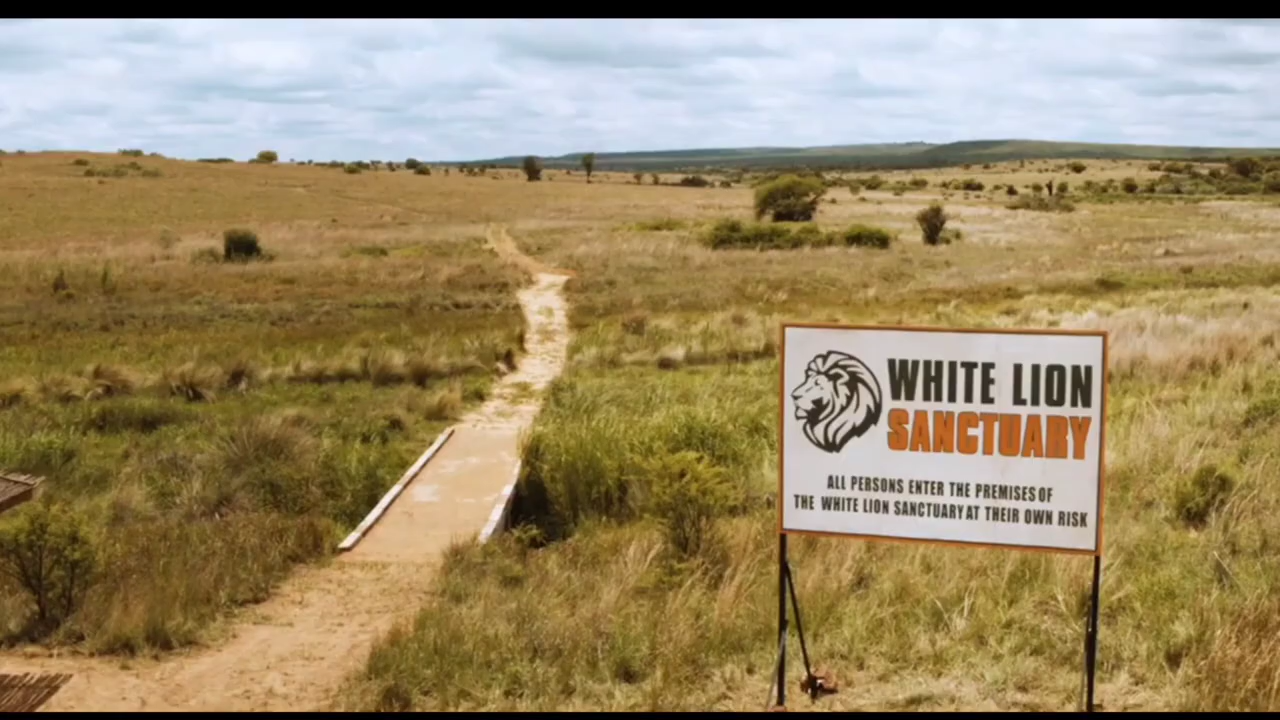 WHITE LION
SANCTUARY
ALL PERSONS ENTER THE PREMISES OF
THE WHITE LION SANCTUARY AT THEIR OWN RISK